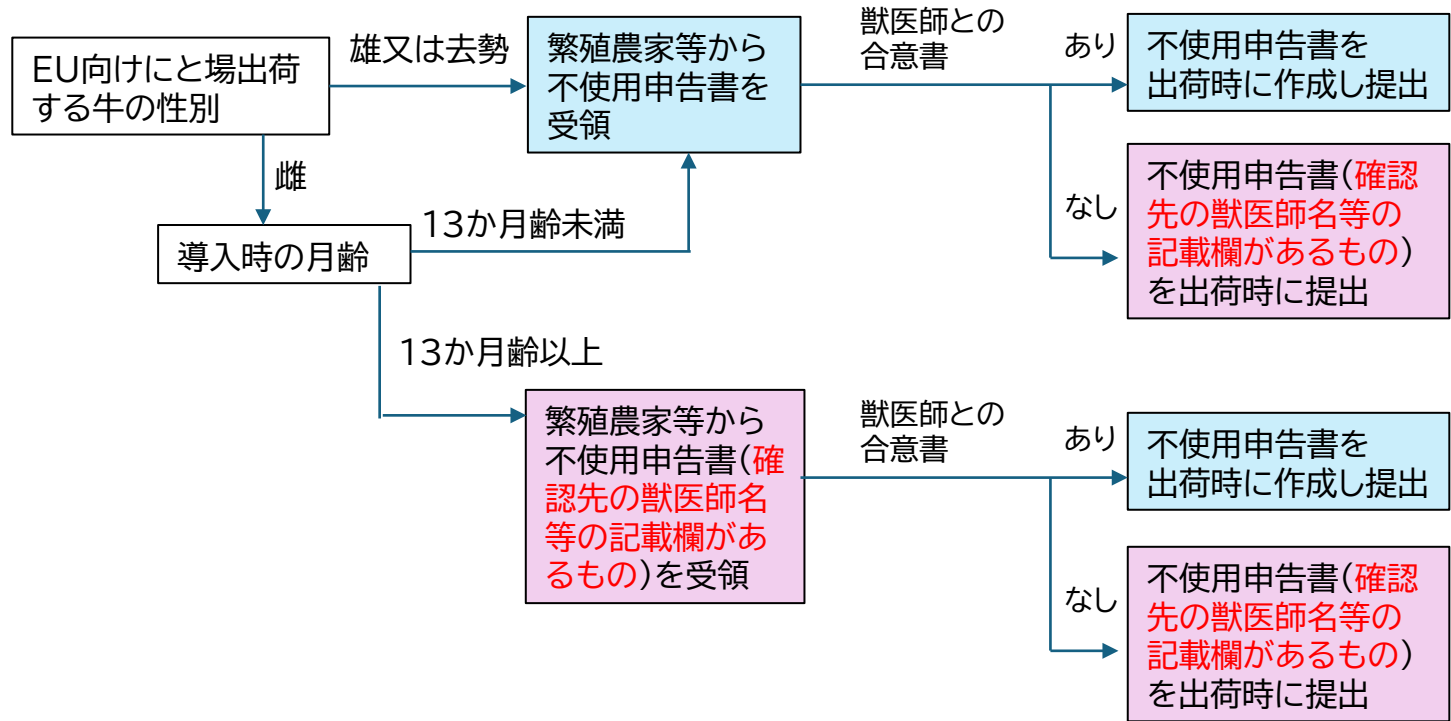 EU向けにと場出荷
する牛の性別
雄又は去勢
繁殖農家等から
不使用申告書を
受領
獣医師との
合意書
あり
不使用申告書を
出荷時に作成し提出
なし
不使用申告書(確認
先の獣医師名等の
記載欄があるもの)
を出荷時に提出
雌
導入時の月齢
13か月齢未満
13か月齢以上
繁殖農家等から
不使用申告書(確
認先の獣医師名
等の記載欄があ
るもの)を受領
獣医師との
合意書
あり
不使用申告書を
出荷時に作成し提出
なし
不使用申告書(確認
先の獣医師名等の
記載欄があるもの)
を出荷時に提出